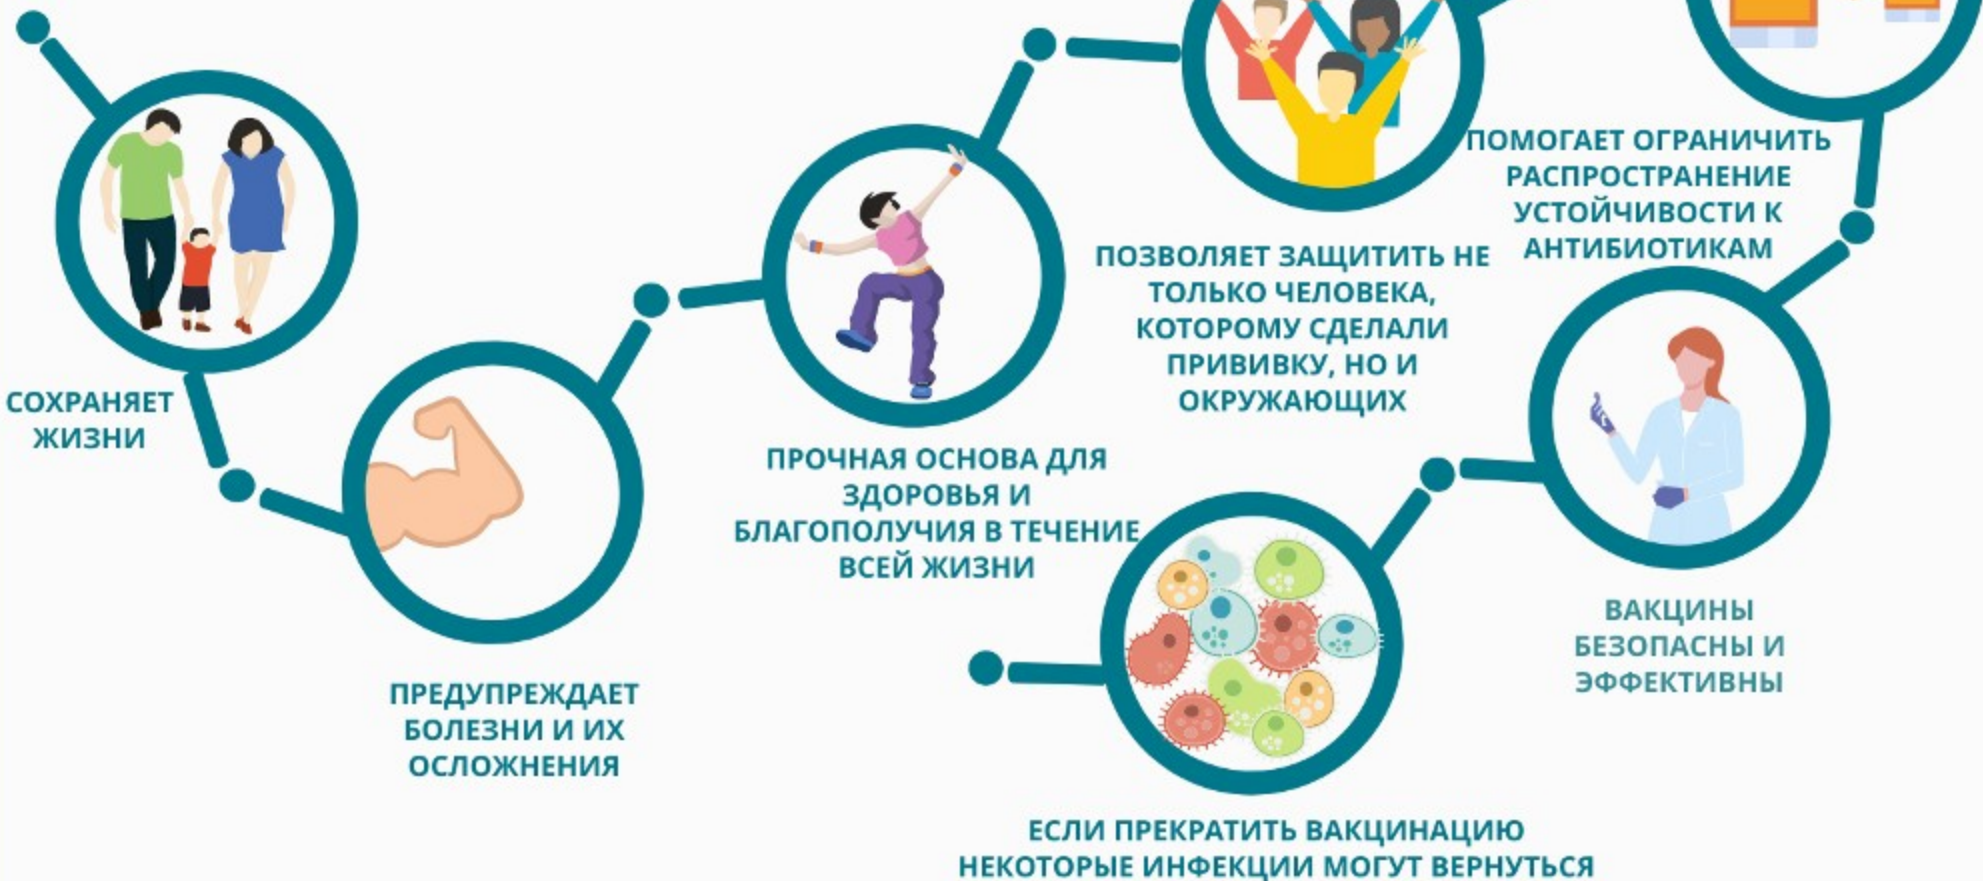 СОХРАНЯЕТ
ЖИЗНИ
ПРЕДУПРЕЖДАЕТ
БОЛЕЗНИ И ИХ
ОСЛОЖНЕНИЯ
ПРОЧНАЯ ОСНОВА ДЛЯ
ЗДОРОВЬЯ И
БЛАГОПОЛУЧИЯ В ТЕЧЕНИЕ
ВСЕЙ ЖИЗНИ
ПОЗВОЛЯЕТ ЗАЩИТИТЬ НЕ
ТОЛЬКО ЧЕЛОВЕКА,
КОТОРОМУ СДЕЛАЛИ
ПРИВИВКУ, НО И
ОКРУЖАЮЩИХ
ПОМОГАЕТ ОГРАНИЧИТЬ
РАСПРОСТРАНЕНИЕ
УСТОЙЧИВОСТИ К
АНТИБИОТИКАМ
ВАКЦИНЫ
БЕЗОПАСНЫ И
ЭФФЕКТИВНЫ
ЕСЛИ ПРЕКРАТИТЬ ВАКЦИНАЦИЮ
НЕКОТОРЫЕ ИНФЕКЦИИ МОГУТ ВЕРНУТЬСЯ